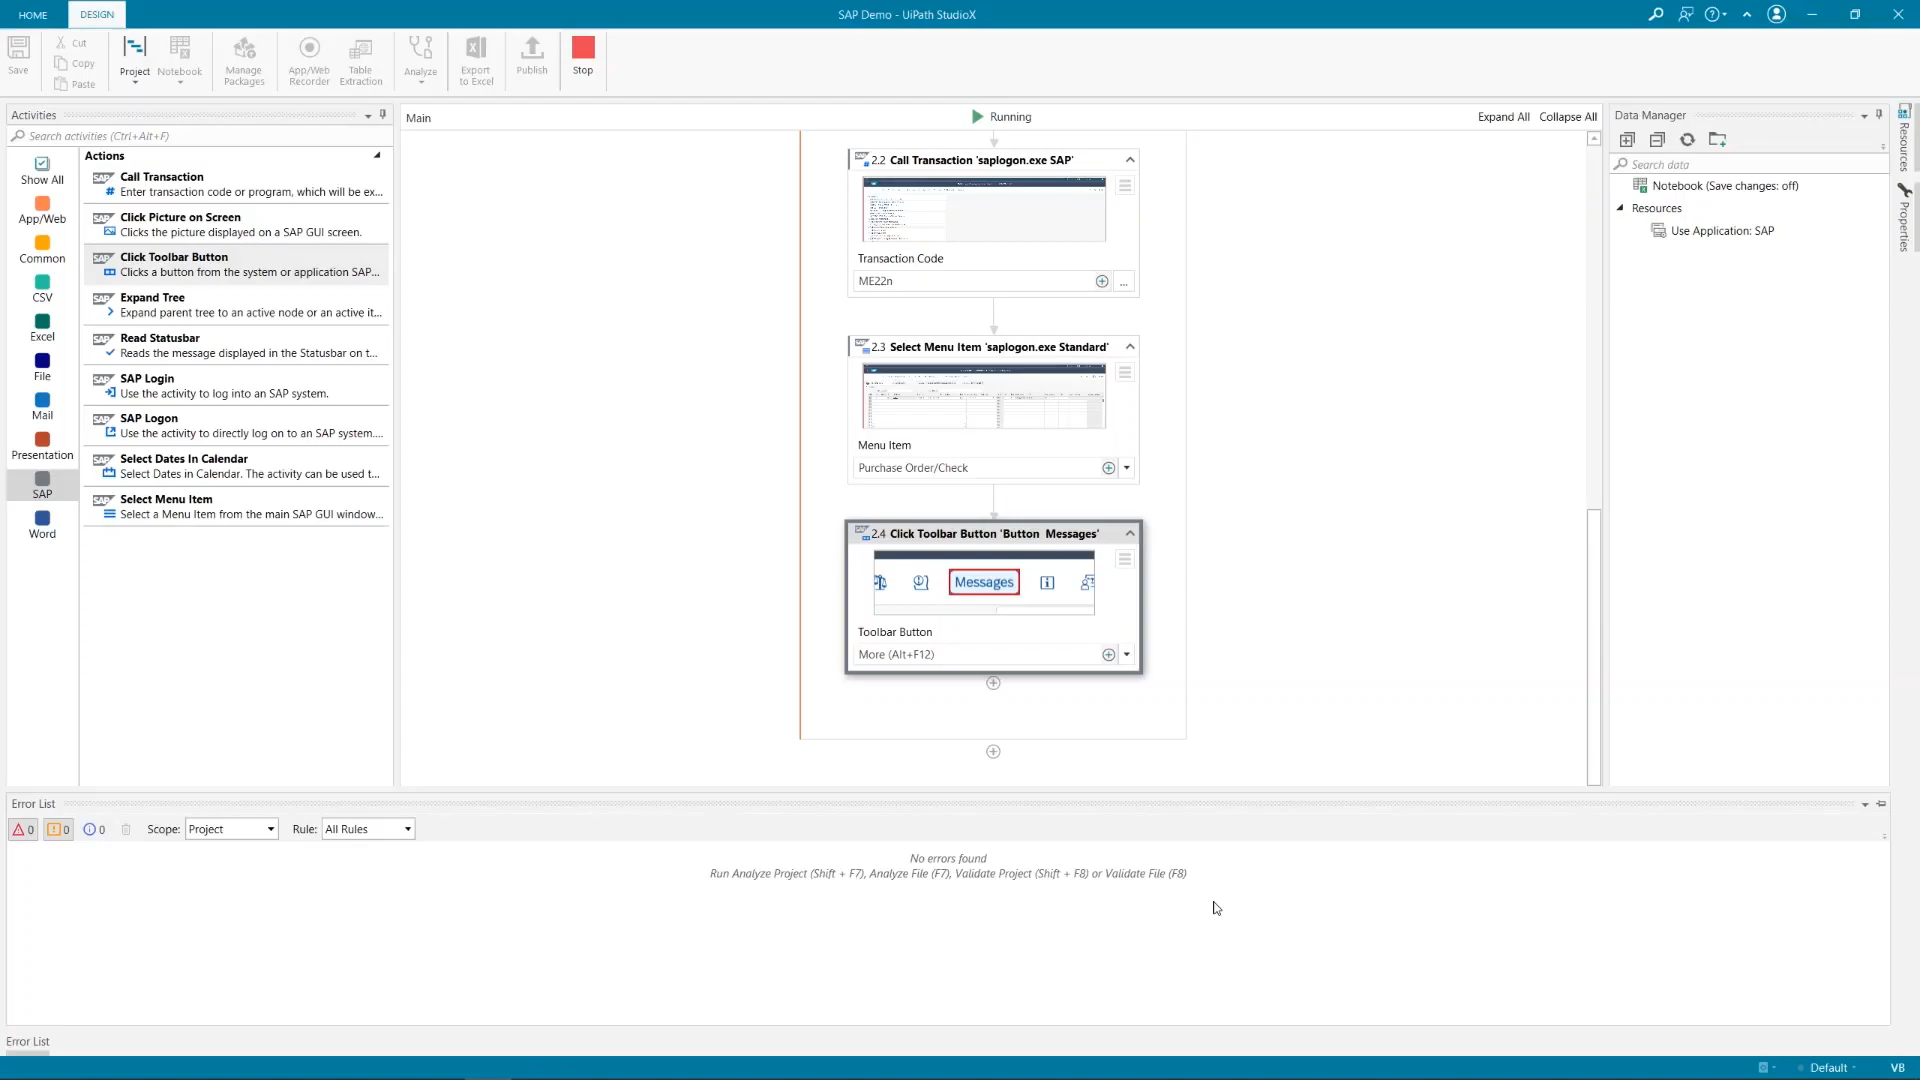 HOME
DESIGN
SAP Demo - UiPath StudioX
Save
Cut
Copy
Paste
Project
Notebook
Manage
Packages
App/Web
Recorder
Table
Extraction
Analyze
Export
to Excel
Publish
Stop
Activities
Search activities (Ctrl+Alt+F)
Show All
App/Web
Common
CSV
Excel
File
Mail
Presentation
SAP
Word
Actions
SAP Call Transaction
Enter transaction code or program, which will be ex...
SAP Click Picture on Screen
Clicks the picture displayed on a SAP GUI screen.
SAP Click Toolbar Button
Clicks a button from the system or application SAP...
SAP Expand Tree
Expand parent tree to an active node or an active it...
SAP Read Statusbar
Reads the message displayed in the Statusbar on t...
SAP SAP Login
Use the activity to log into an SAP system.
SAP SAP Logon
Use the activity to directly log on to an SAP system....
SAP Select Dates In Calendar
Select Dates in Calendar. The activity can be used t...
SAP Select Menu Item
Select a Menu Item from the main SAP GUI window...
Main
Running
Expand All
Collapse All
2.2 Call Transaction 'saplogon.exe SAP'
Transaction Code
ME22n
...
2.3 Select Menu Item 'saplogon.exe Standard'
Menu Item
Purchase Order/Check
2.4 Click Toolbar Button 'Button Messages'
Messages
Toolbar Button
More (Alt+F12)
Data Manager
Search data
Notebook (Save changes: off)
Resources
Use Application: SAP
Resources
Properties
Error List
0
0
0
Scope:
Project
Rule:
All Rules
No errors found
Run Analyze Project (Shift + F7), Analyze File (F7), Validate Project (Shift + F8) or Validate File (F8)
Error List
Default
VB